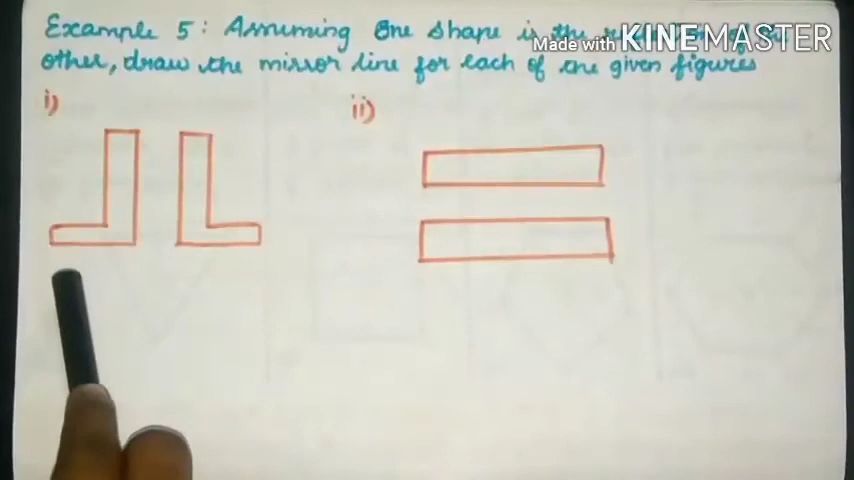 Example 5: Assuming One shape is the
other, draw the mirror line for each of the given figures
Made with KINEMASTER
i) ii)